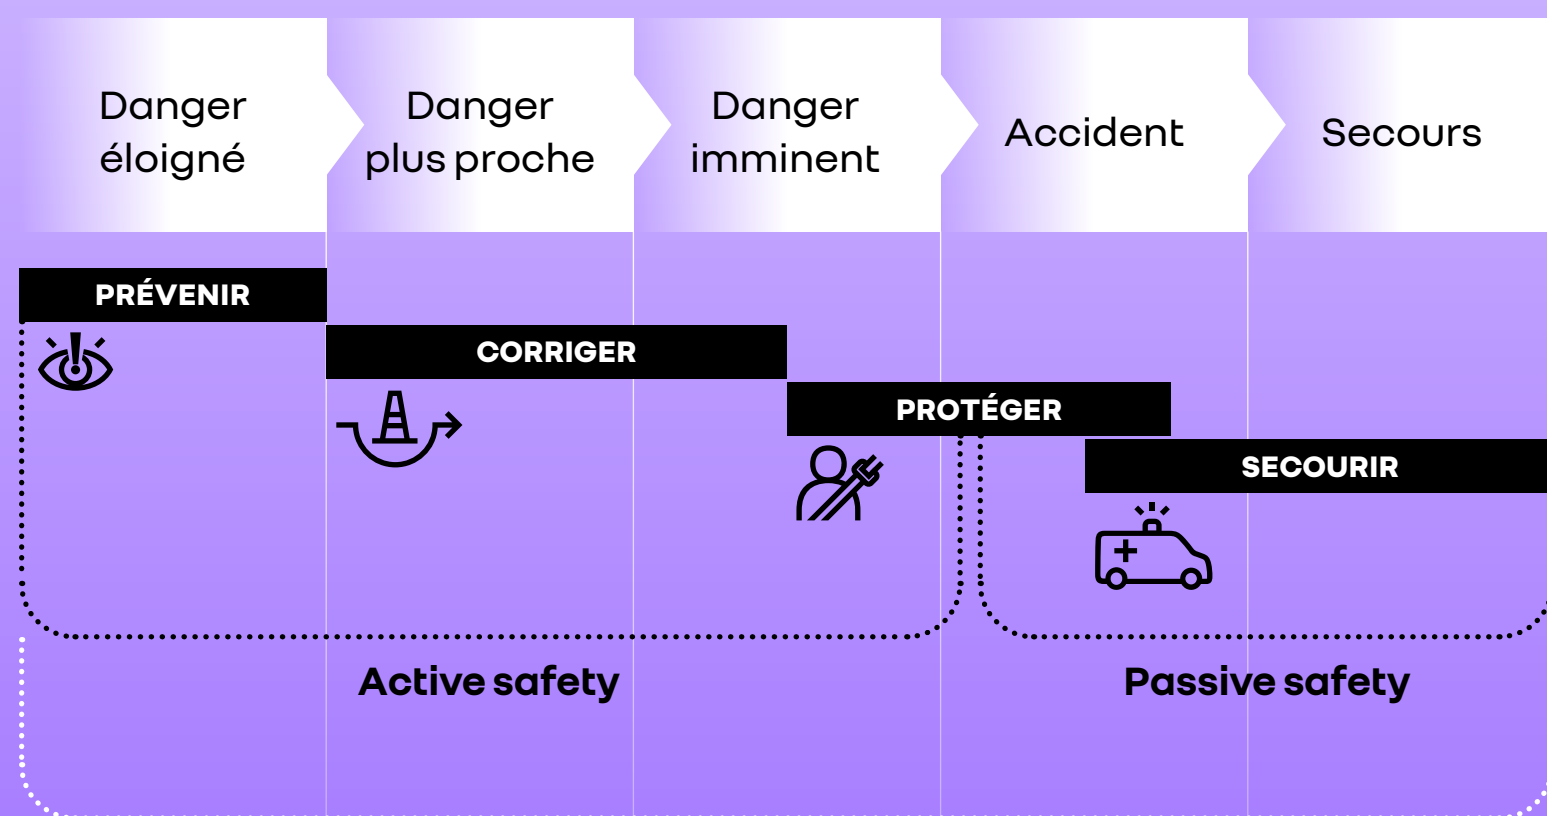 Danger
éloigné
Danger
plus proche
Danger
imminent
Accident
Secours
PRÉVENIR
CORRIGER
PROTÉGER
SECOURIR
Active safety
Passive safety